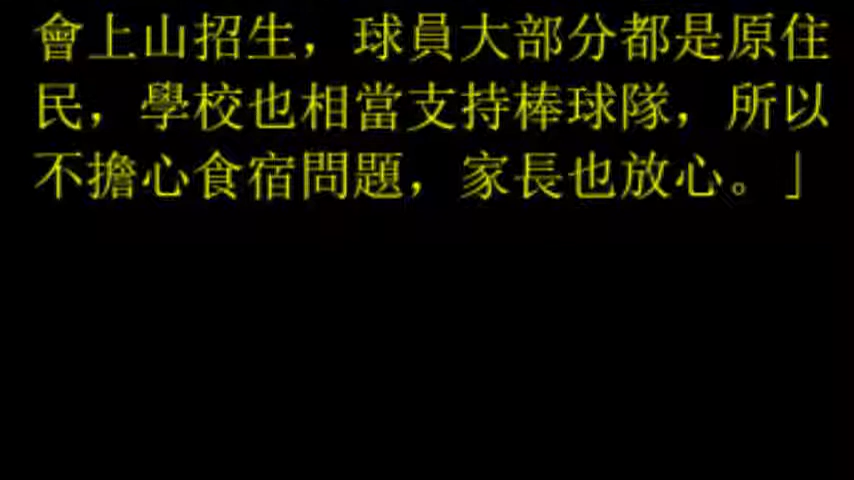 會上山招生，球員大部分都是原住
民，學校也相當支持棒球隊，所以
不擔心食宿問題，家長也放心。」